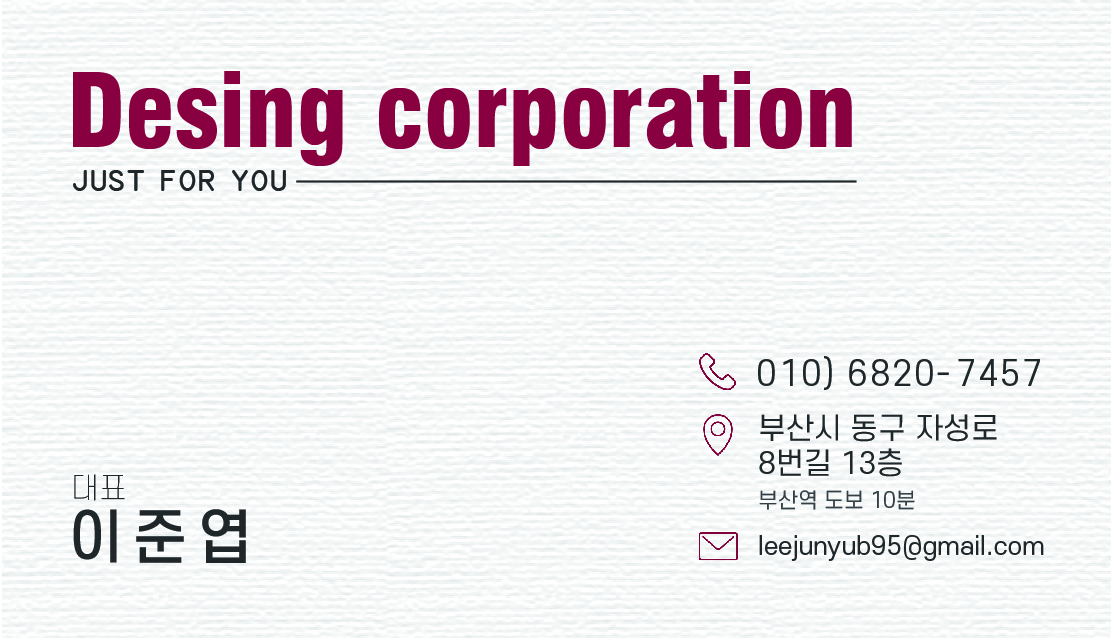 Desing corporation
JUST FOR YOU
010) 6820-7457
부산시 동구 자성로
8번길 13층
부산역 도보 10분
대표
이준엽
leejunyub95@gmail.com